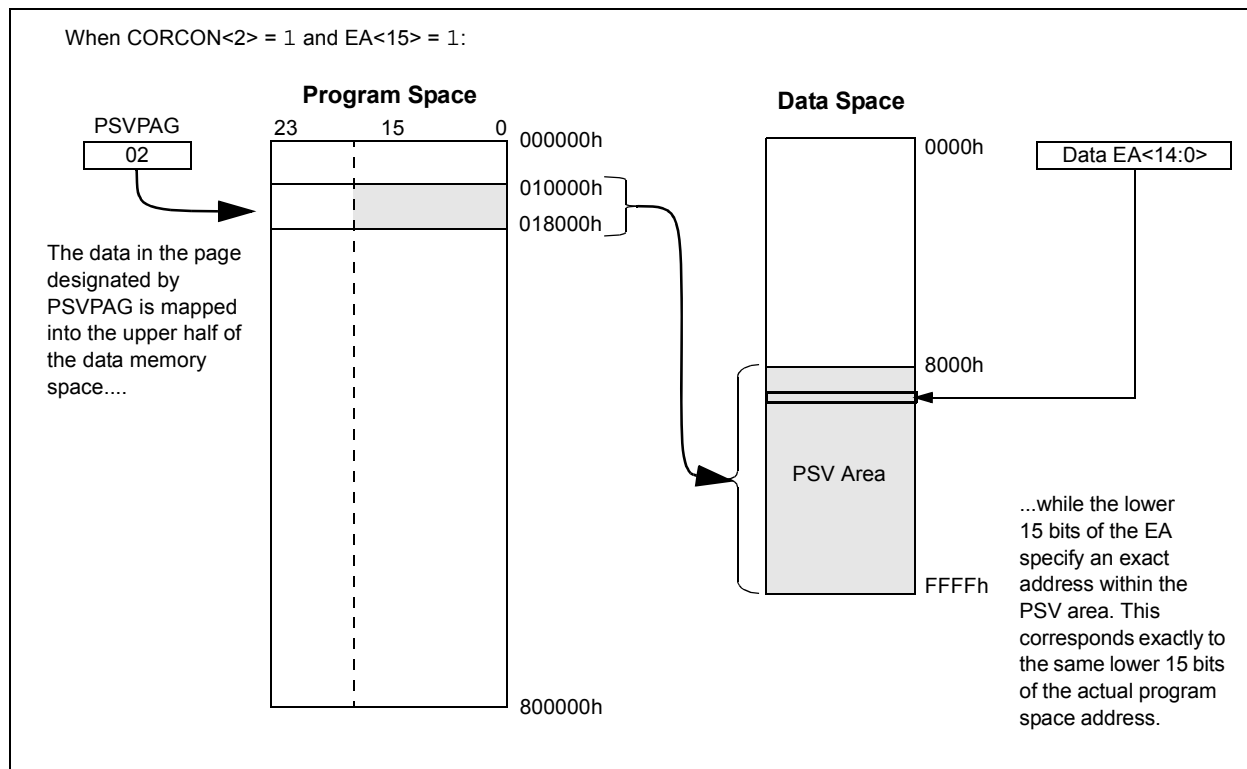 When CORCON<2> = 1 and EA<15> = 1:
Program Space
PSVPAG
02
23 15 0
000000h
010000h
018000h
800000h
The data in the page
designated by
PSVPAG is mapped
into the upper half of
the data memory
space....
Data Space
0000h
8000h
PSV Area
FFFFh
Data EA<14:0>
...while the lower
15 bits of the EA
specify an exact
address within the
PSV area. This
corresponds exactly to
the same lower 15 bits
of the actual program
space address.